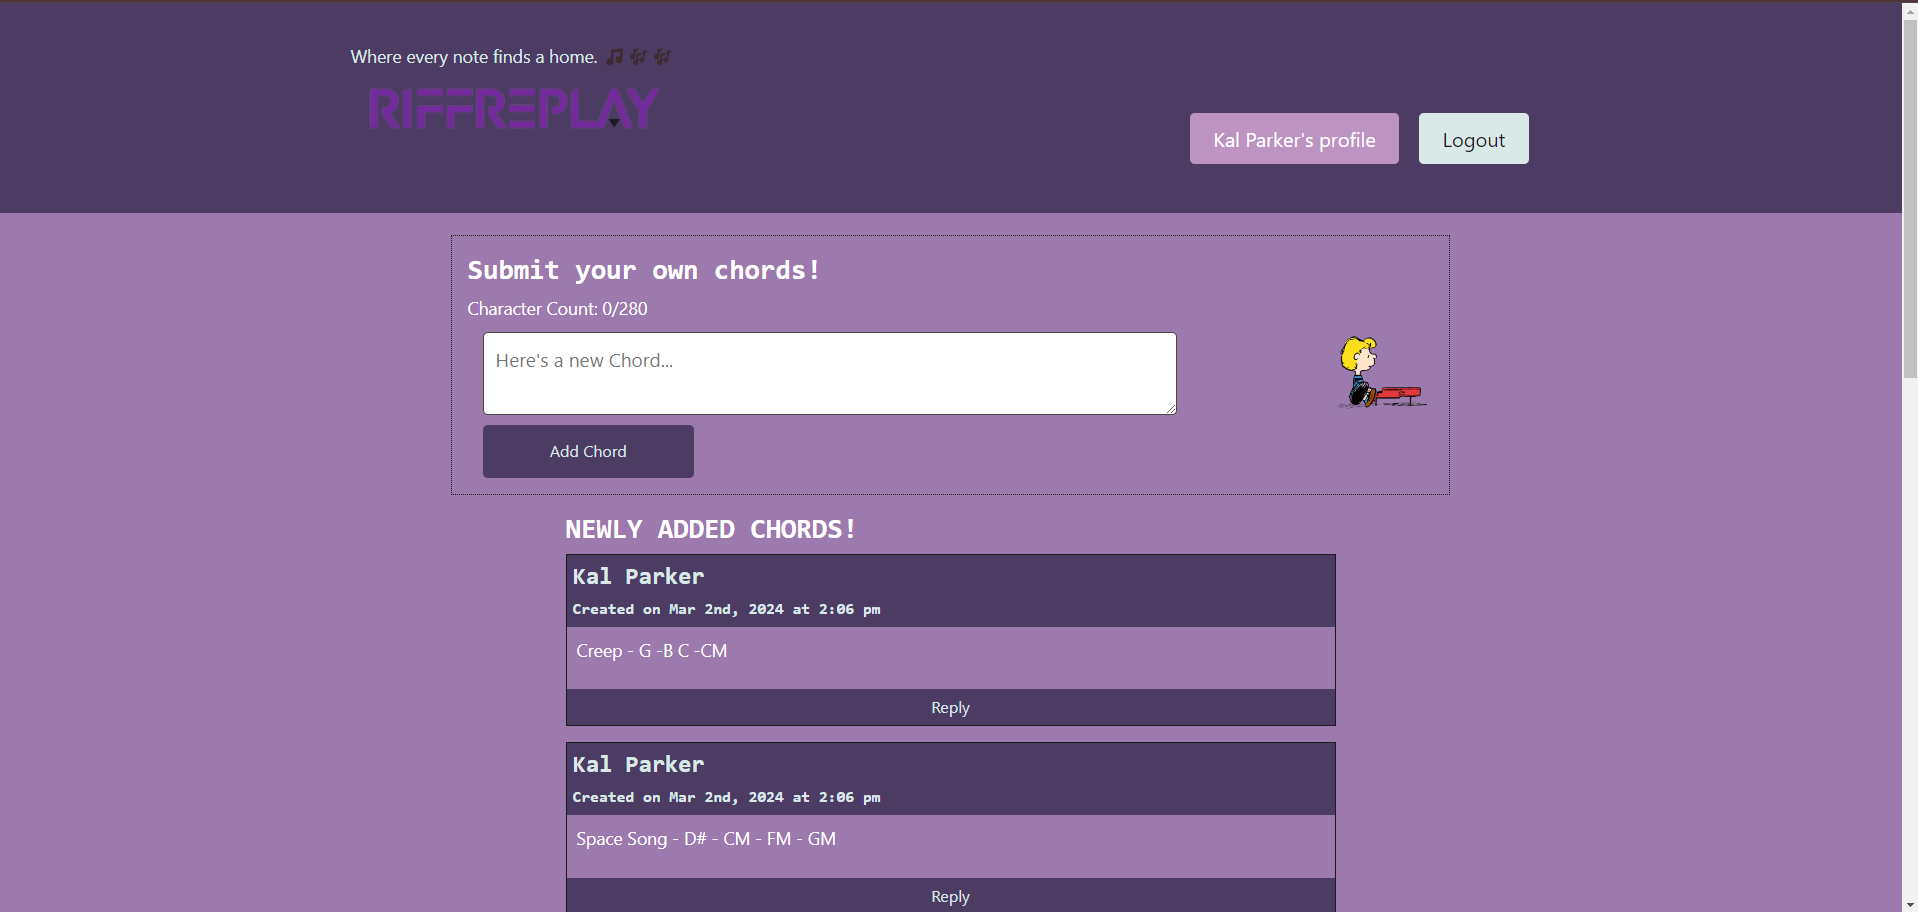 Where every note finds a home. 🎵🎶🎶
RIFFREPLAY
Kal Parker's profile
Logout
Submit your own chords!
Character Count: 0/280
Here's a new Chord...
Add Chord
NEWLY ADDED CHORDS!
Kal Parker
Created on Mar 2nd, 2024 at 2:06 pm
Creep - G -B C -CM
Reply
Kal Parker
Created on Mar 2nd, 2024 at 2:06 pm
Space Song - D# - CM - FM - GM
Reply